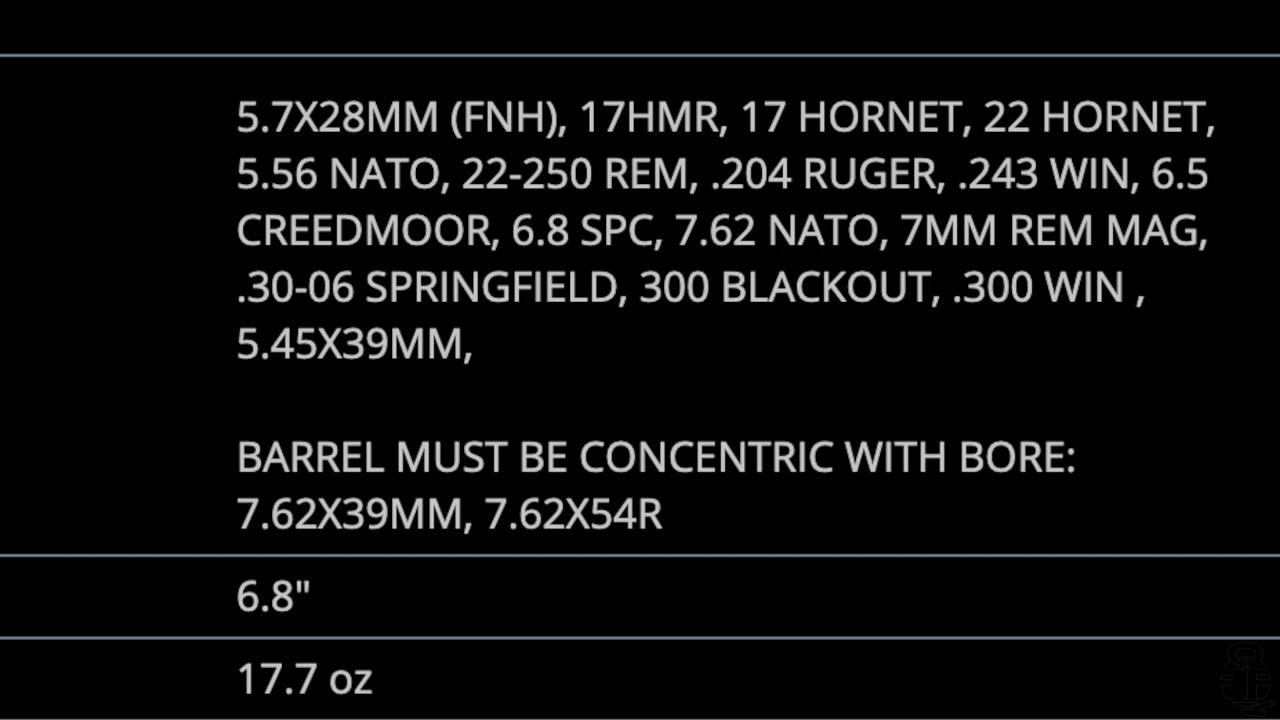 5.7X28MM (FNH), 17HMR, 17 HORNET, 22 HORNET,
5.56 NATO, 22-250 REM, .204 RUGER, .243 WIN, 6.5
CREEDMOOR, 6.8 SPC, 7.62 NATO, 7MM REM MAG,
.30-06 SPRINGFIELD, 300 BLACKOUT, .300 WIN ,
5.45X39MM,
BARREL MUST BE CONCENTRIC WITH BORE:
7.62X39MM, 7.62X54R
6.8"
17.7 oz